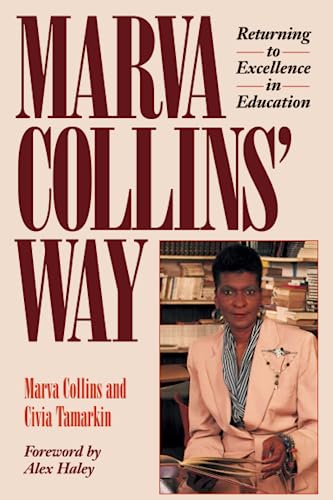 MARVA
COLLINS'
WAY
Returning
to
Excellence
in
Education
Marva Collins and
Civia Tamarkin
Foreword by
Alex Haley